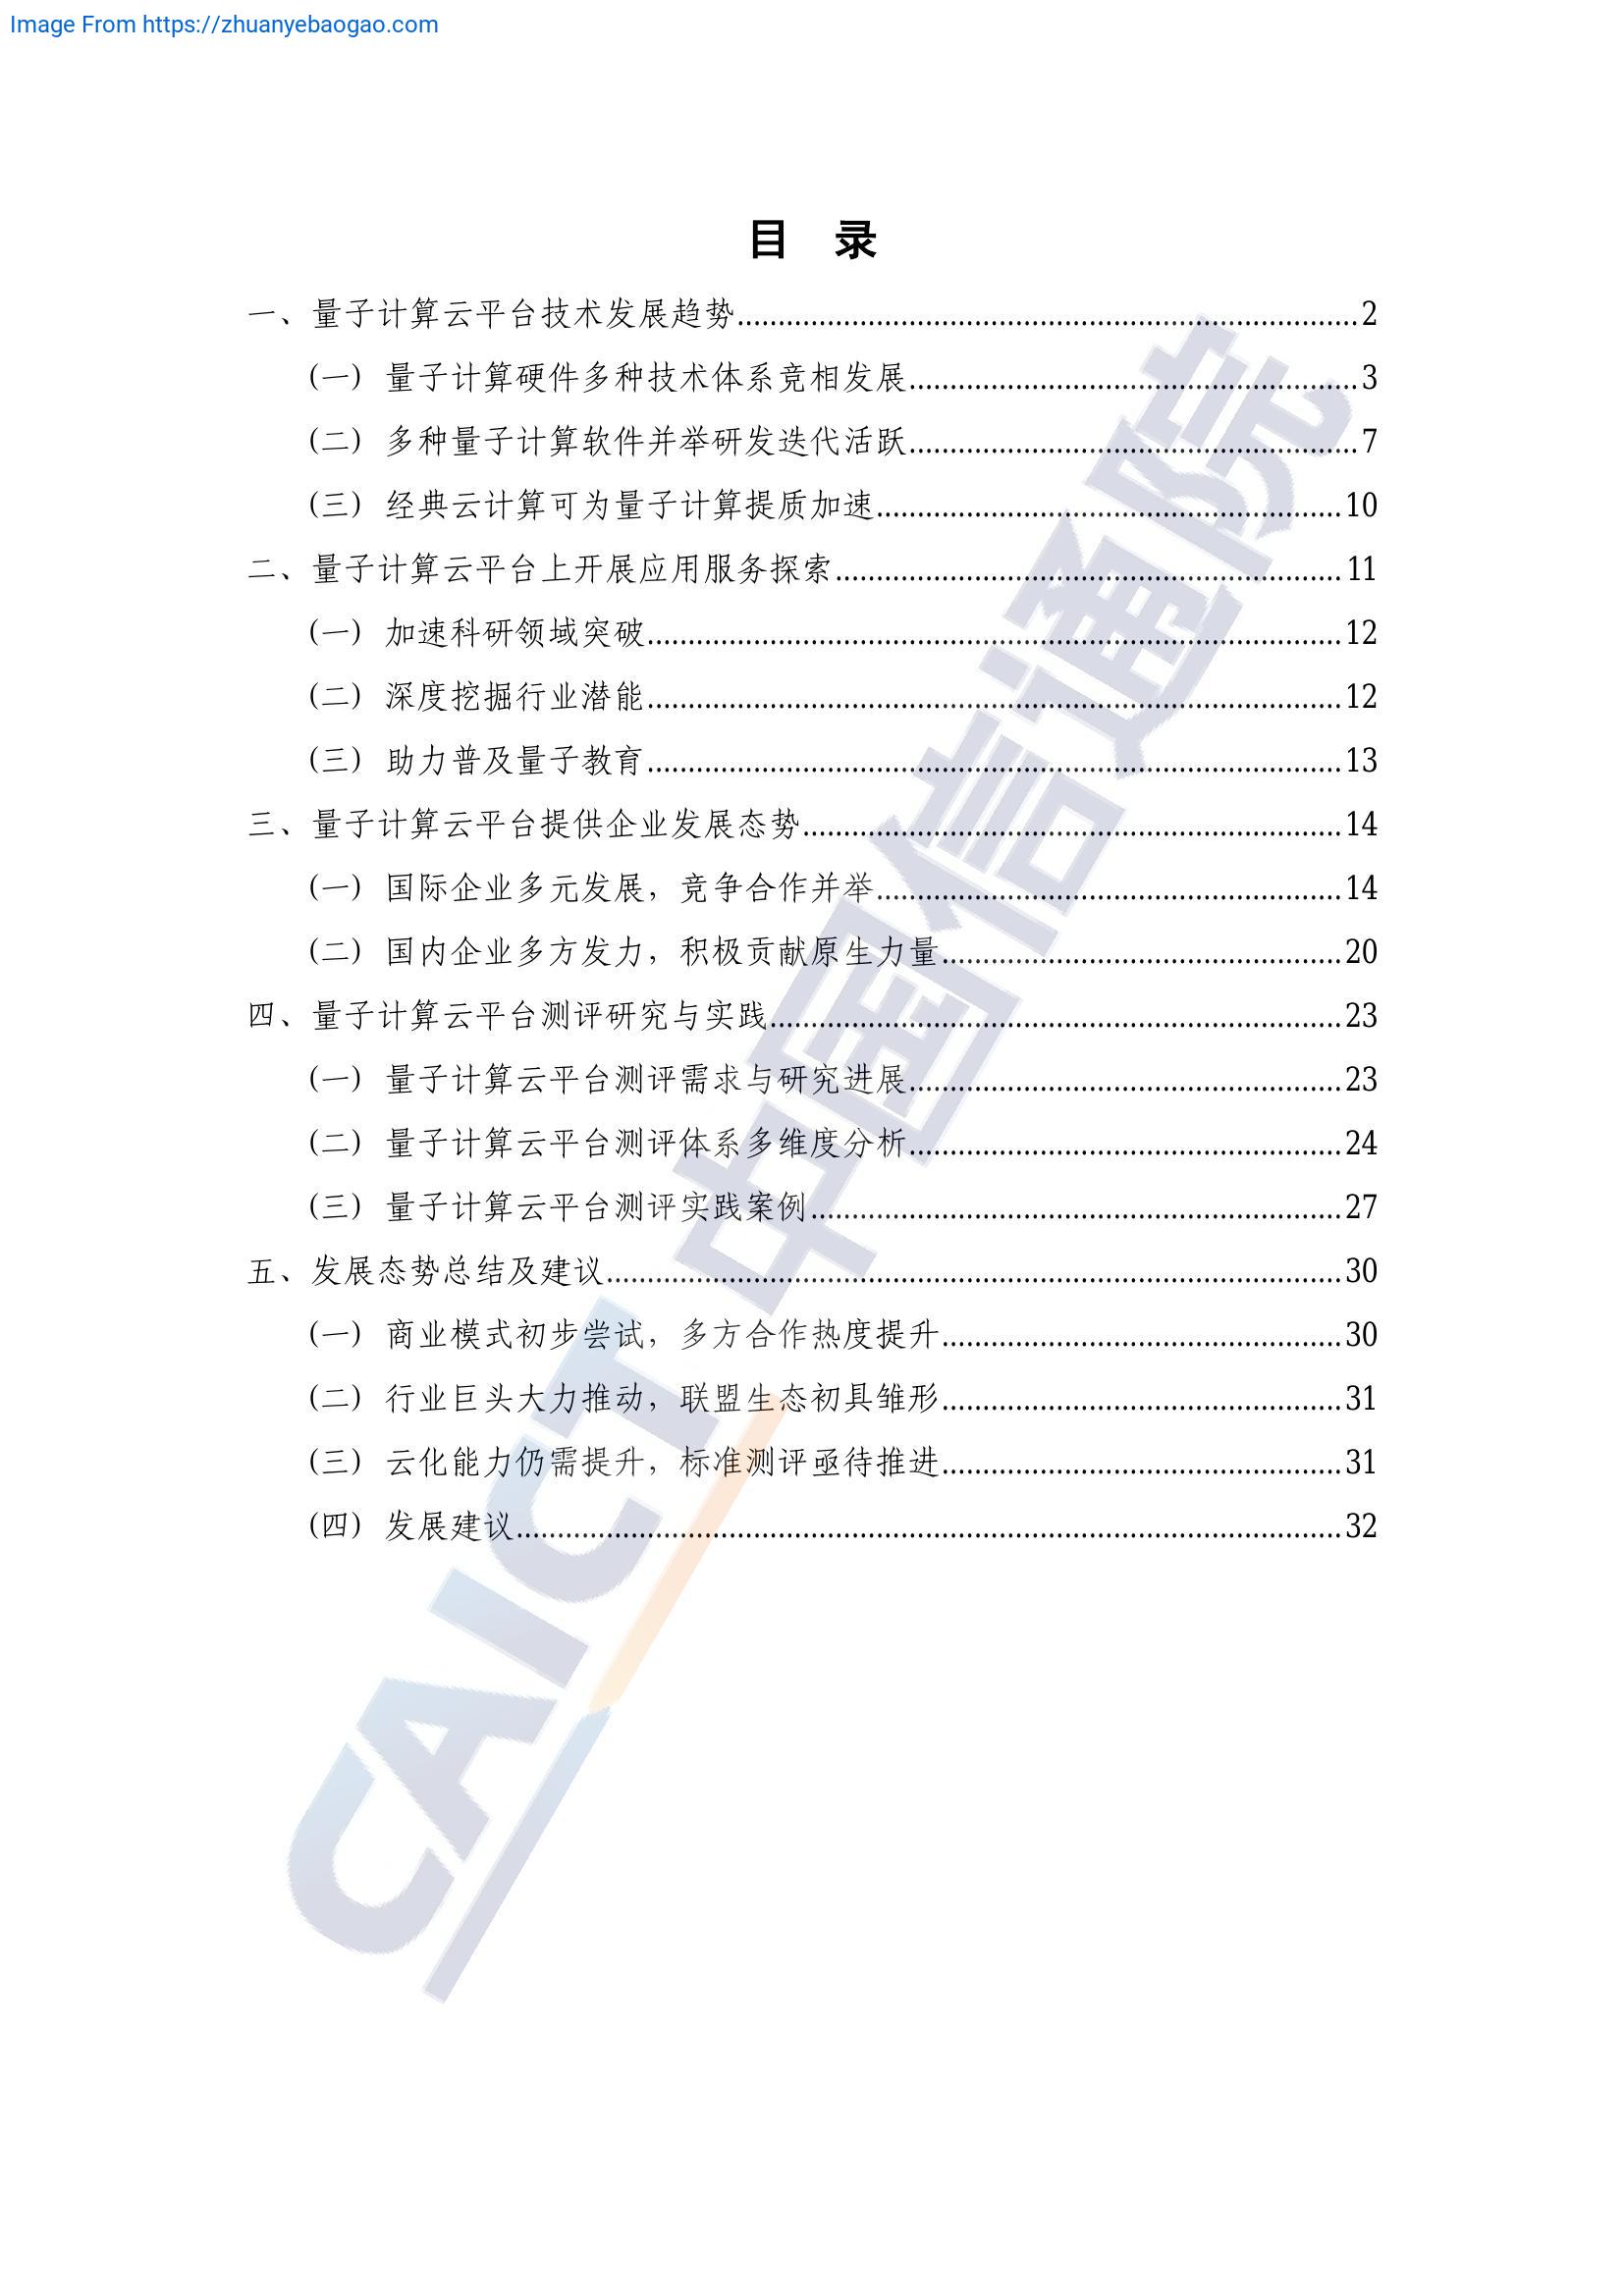 Image From https://zhuanyebaogao.com
目 录
一、量子计算云平台技术发展趋势......2
(一) 量子计算硬件多种技术体系竞相发展......3
(二) 多种量子计算软件并举研发迭代活跃......7
(三) 经典云计算可为量子计算提质加速......10
二、量子计算云平台上开展应用服务探索......11
(一) 加速科研领域突破......12
(二) 深度挖掘行业潜能......12
(三) 助力普及量子教育......13
三、量子计算云平台提供企业发展态势......14
(一) 国际企业多元发展，竞争合作并举......14
(二) 国内企业多方发力，积极贡献原生力量......20
四、量子计算云平台测评研究与实践......23
(一) 量子计算云平台测评需求与研究进展......23
(二) 量子计算云平台测评体系多维度分析......24
(三) 量子计算云平台测评实践案例......27
五、发展态势总结及建议......30
(一) 商业模式初步尝试，多方合作热度提升......30
(二) 行业巨头大力推动，联盟生态初具雏形......31
(三) 云化能力仍需提升，标准测评亟待推进......31
(四) 发展建议......32
CAICT 中国信通院